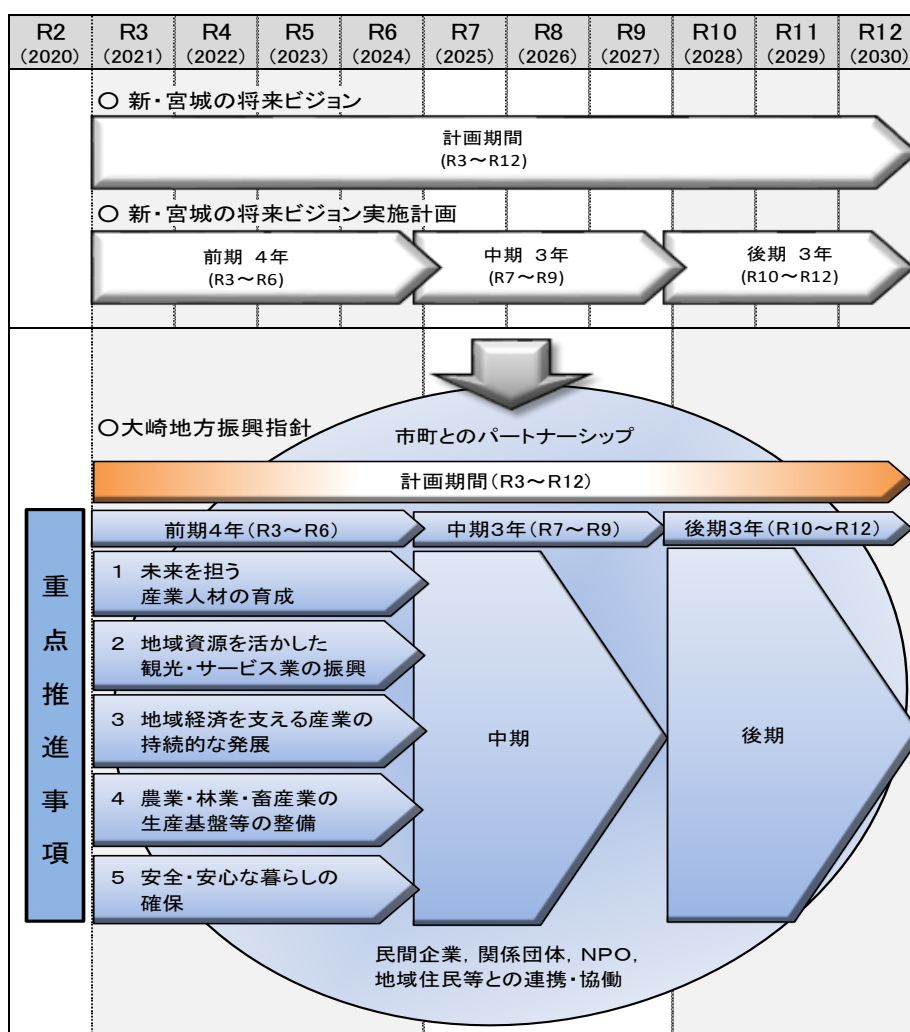 R2 R3 R4 R5 R6 R7 R8 R9 R10 R11 R12
(2020) (2021) (2022) (2023) (2024) (2025) (2026) (2027) (2028) (2029) (2030)
〇 新・宮城の将来ビジョン
計画期間
(R3～R12)
〇 新・宮城の将来ビジョン実施計画
前期 4年
(R3～R6)
中期 3年
(R7～R9)
後期 3年
(R10～R12)
〇大崎地方振興指針
市町とのパートナーシップ
計画期間(R3～R12)
前期4年(R3～R6)
中期3年(R7～R9)
後期3年(R10～R12)
重点推進事項
1 未来を担う
産業人材の育成
2 地域資源を活かした
観光・サービス業の振興
3 地域経済を支える産業の
持続的な発展
4 農業・林業・畜産業の
生産基盤等の整備
5 安全・安心な暮らしの
確保
中期
後期
民間企業，関係団体，NPO，
地域住民等との連携・協働